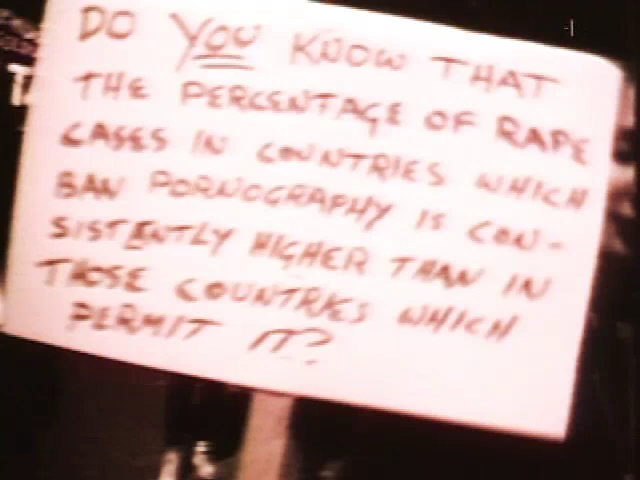 DO YOU KNOW THAT
THE PERCENTAGE OF RAPE
CASES IN COUNTRIES WHICH
BAN PORNOGRAPHY IS CON-
SISTENTLY HIGHER THAN IN
THOSE COUNTRIES WHICH
PERMIT IT?